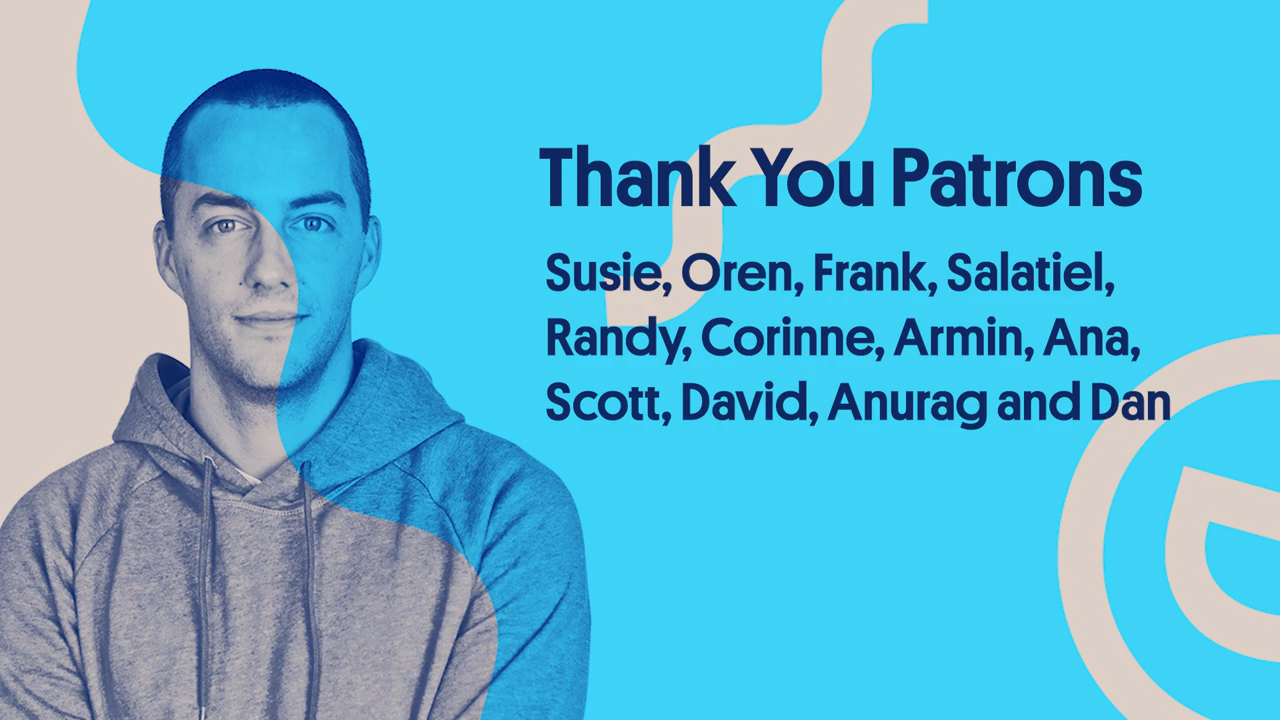 Thank You Patrons
Susie, Oren, Frank, Salatiel,
Randy, Corinne, Armin, Ana,
Scott, David, Anurag and Dan